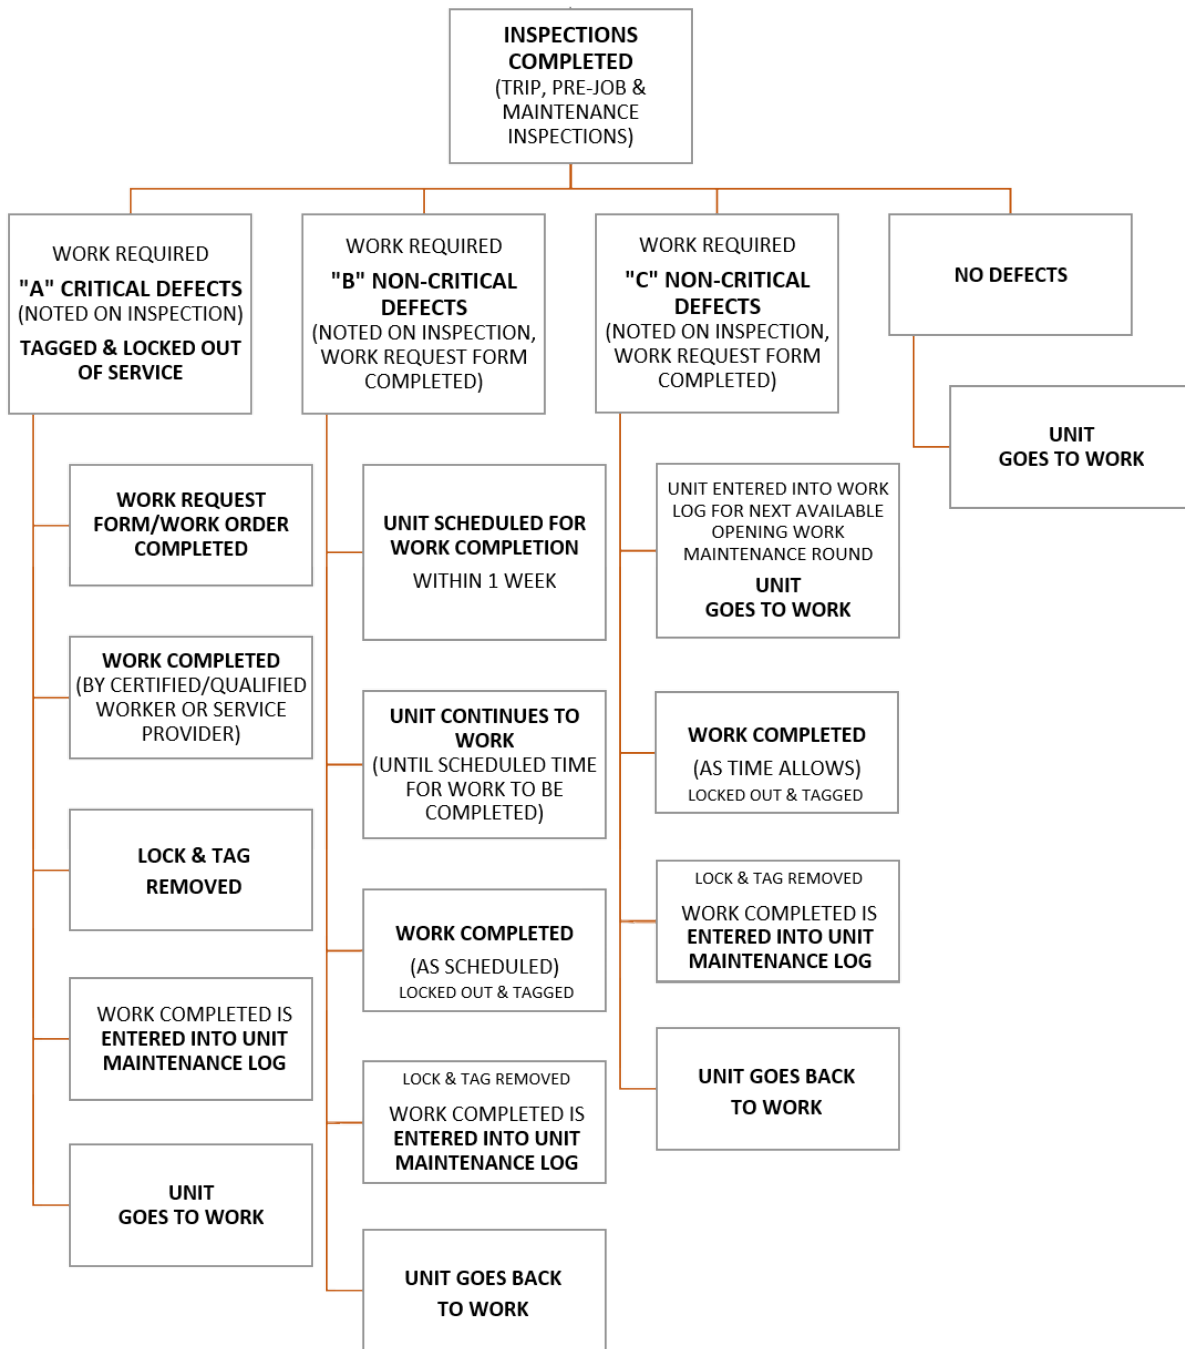 INSPECTIONS
COMPLETED
(TRIP, PRE-JOB &
MAINTENANCE
INSPECTIONS)
WORK REQUIRED
"A" CRITICAL DEFECTS
(NOTED ON INSPECTION)
TAGGED & LOCKED OUT
OF SERVICE
WORK REQUEST
FORM/WORK ORDER
COMPLETED
WORK COMPLETED
(BY CERTIFIED/QUALIFIED
WORKER OR SERVICE
PROVIDER)
LOCK & TAG
REMOVED
WORK COMPLETED IS
ENTERED INTO UNIT
MAINTENANCE LOG
UNIT
GOES TO WORK
WORK REQUIRED
"B" NON-CRITICAL
DEFECTS
(NOTED ON INSPECTION,
WORK REQUEST FORM
COMPLETED)
UNIT SCHEDULED FOR
WORK COMPLETION
WITHIN 1 WEEK
UNIT CONTINUES TO
WORK
(UNTIL SCHEDULED TIME
FOR WORK TO BE
COMPLETED)
WORK COMPLETED
(AS SCHEDULED)
LOCKED OUT & TAGGED
LOCK & TAG REMOVED
WORK COMPLETED IS
ENTERED INTO UNIT
MAINTENANCE LOG
UNIT GOES BACK
TO WORK
WORK REQUIRED
"C" NON-CRITICAL
DEFECTS
(NOTED ON INSPECTION,
WORK REQUEST FORM
COMPLETED)
UNIT ENTERED INTO WORK
LOG FOR NEXT AVAILABLE
OPENING WORK
MAINTENANCE ROUND
UNIT
GOES TO WORK
WORK COMPLETED
(AS TIME ALLOWS)
LOCKED OUT & TAGGED
LOCK & TAG REMOVED
WORK COMPLETED IS
ENTERED INTO UNIT
MAINTENANCE LOG
UNIT GOES BACK
TO WORK
NO DEFECTS
UNIT
GOES TO WORK